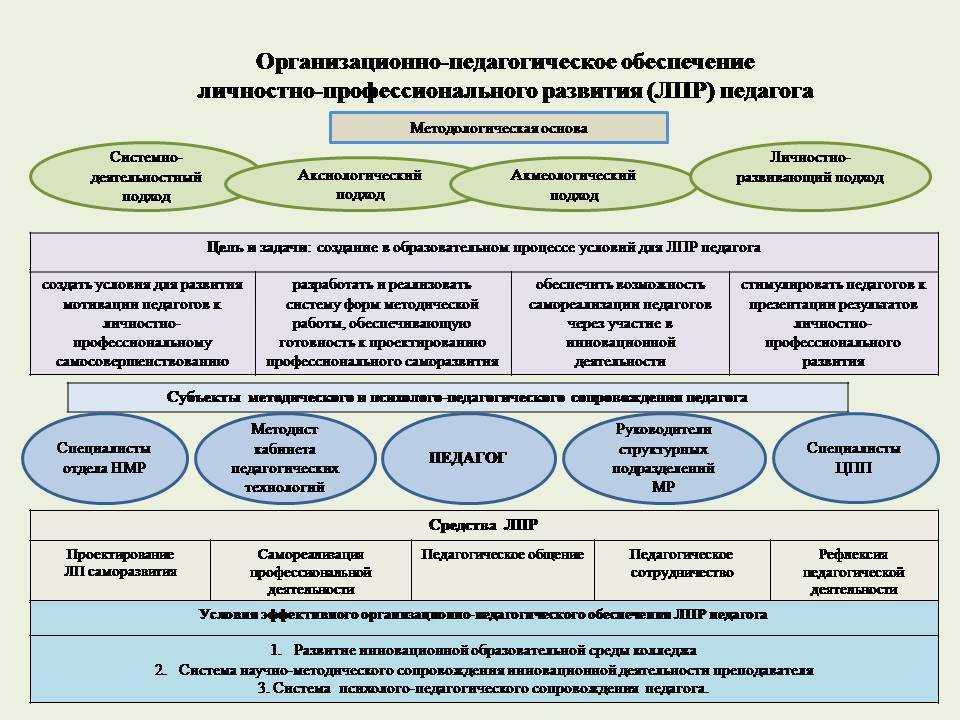 Организационно-педагогическое обеспечение
личностно-профессионального развития (ЛПР) педагога
Методологическая основа
Системно-
деятельностный
подход
Аксиологический
подход
Акмеологический
подход
Личностно-
развивающий подход
Цель и задачи: создание в образовательном процессе условий для ЛПР педагога
создать условия для развития
мотивации педагогов к
личностно-
профессиональному
самосовершенствованию
разработать и реализовать
систему форм методической
работы, обеспечивающую
готовность к проектированию
профессионального саморазвития
обеспечить возможность
самореализации педагогов
через участие в
инновационной
деятельности
стимулировать педагогов к
презентации результатов
личностно-
профессионального
развития
Субъекты методического и психолого-педагогического сопровождения педагога
Специалисты
отдела НМР
Методист
кабинета
педагогических
технологий
ПЕДАГОГ
Руководители
структурных
подразделений
МР
Специалисты
ЦПП
Средства ЛПР
Проектирование
ЛП саморазвития
Самореализация
профессиональной
деятельности
Педагогическое общение
Педагогическое
сотрудничество
Рефлексия
педагогической
деятельности
Условия эффективного организационно-педагогического обеспечения ЛПР педагога
1. Развитие инновационной образовательной среды колледжа
2. Система научно-методического сопровождения инновационной деятельности преподавателя
3. Система психолого-педагогического сопровождения педагога.